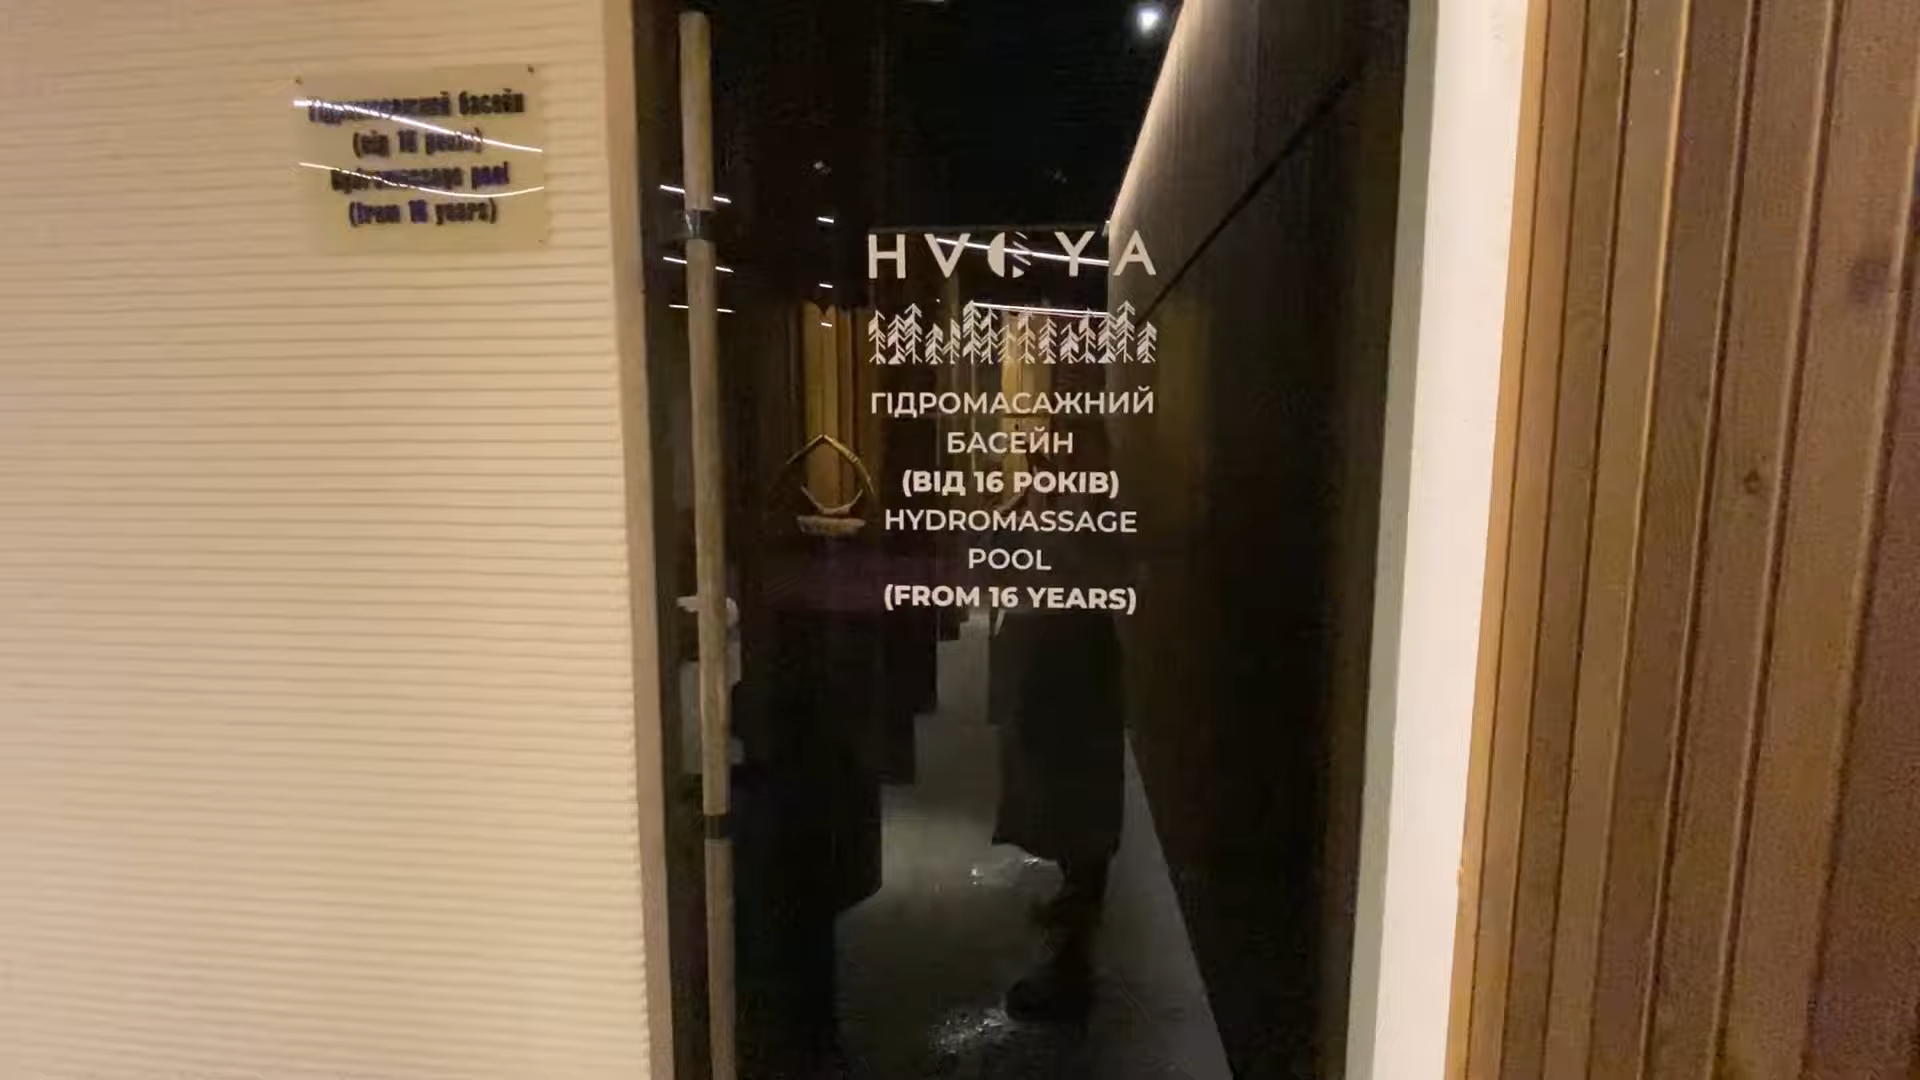 Гідромасажний басейн
(від 16 років)
Hydromassage pool
(from 16 years)
HVOYA
ГІДРОМАСАЖНИЙ
БАСЕЙН
(ВІД 16 РОКІВ)
HYDROMASSAGE
POOL
(FROM 16 YEARS)